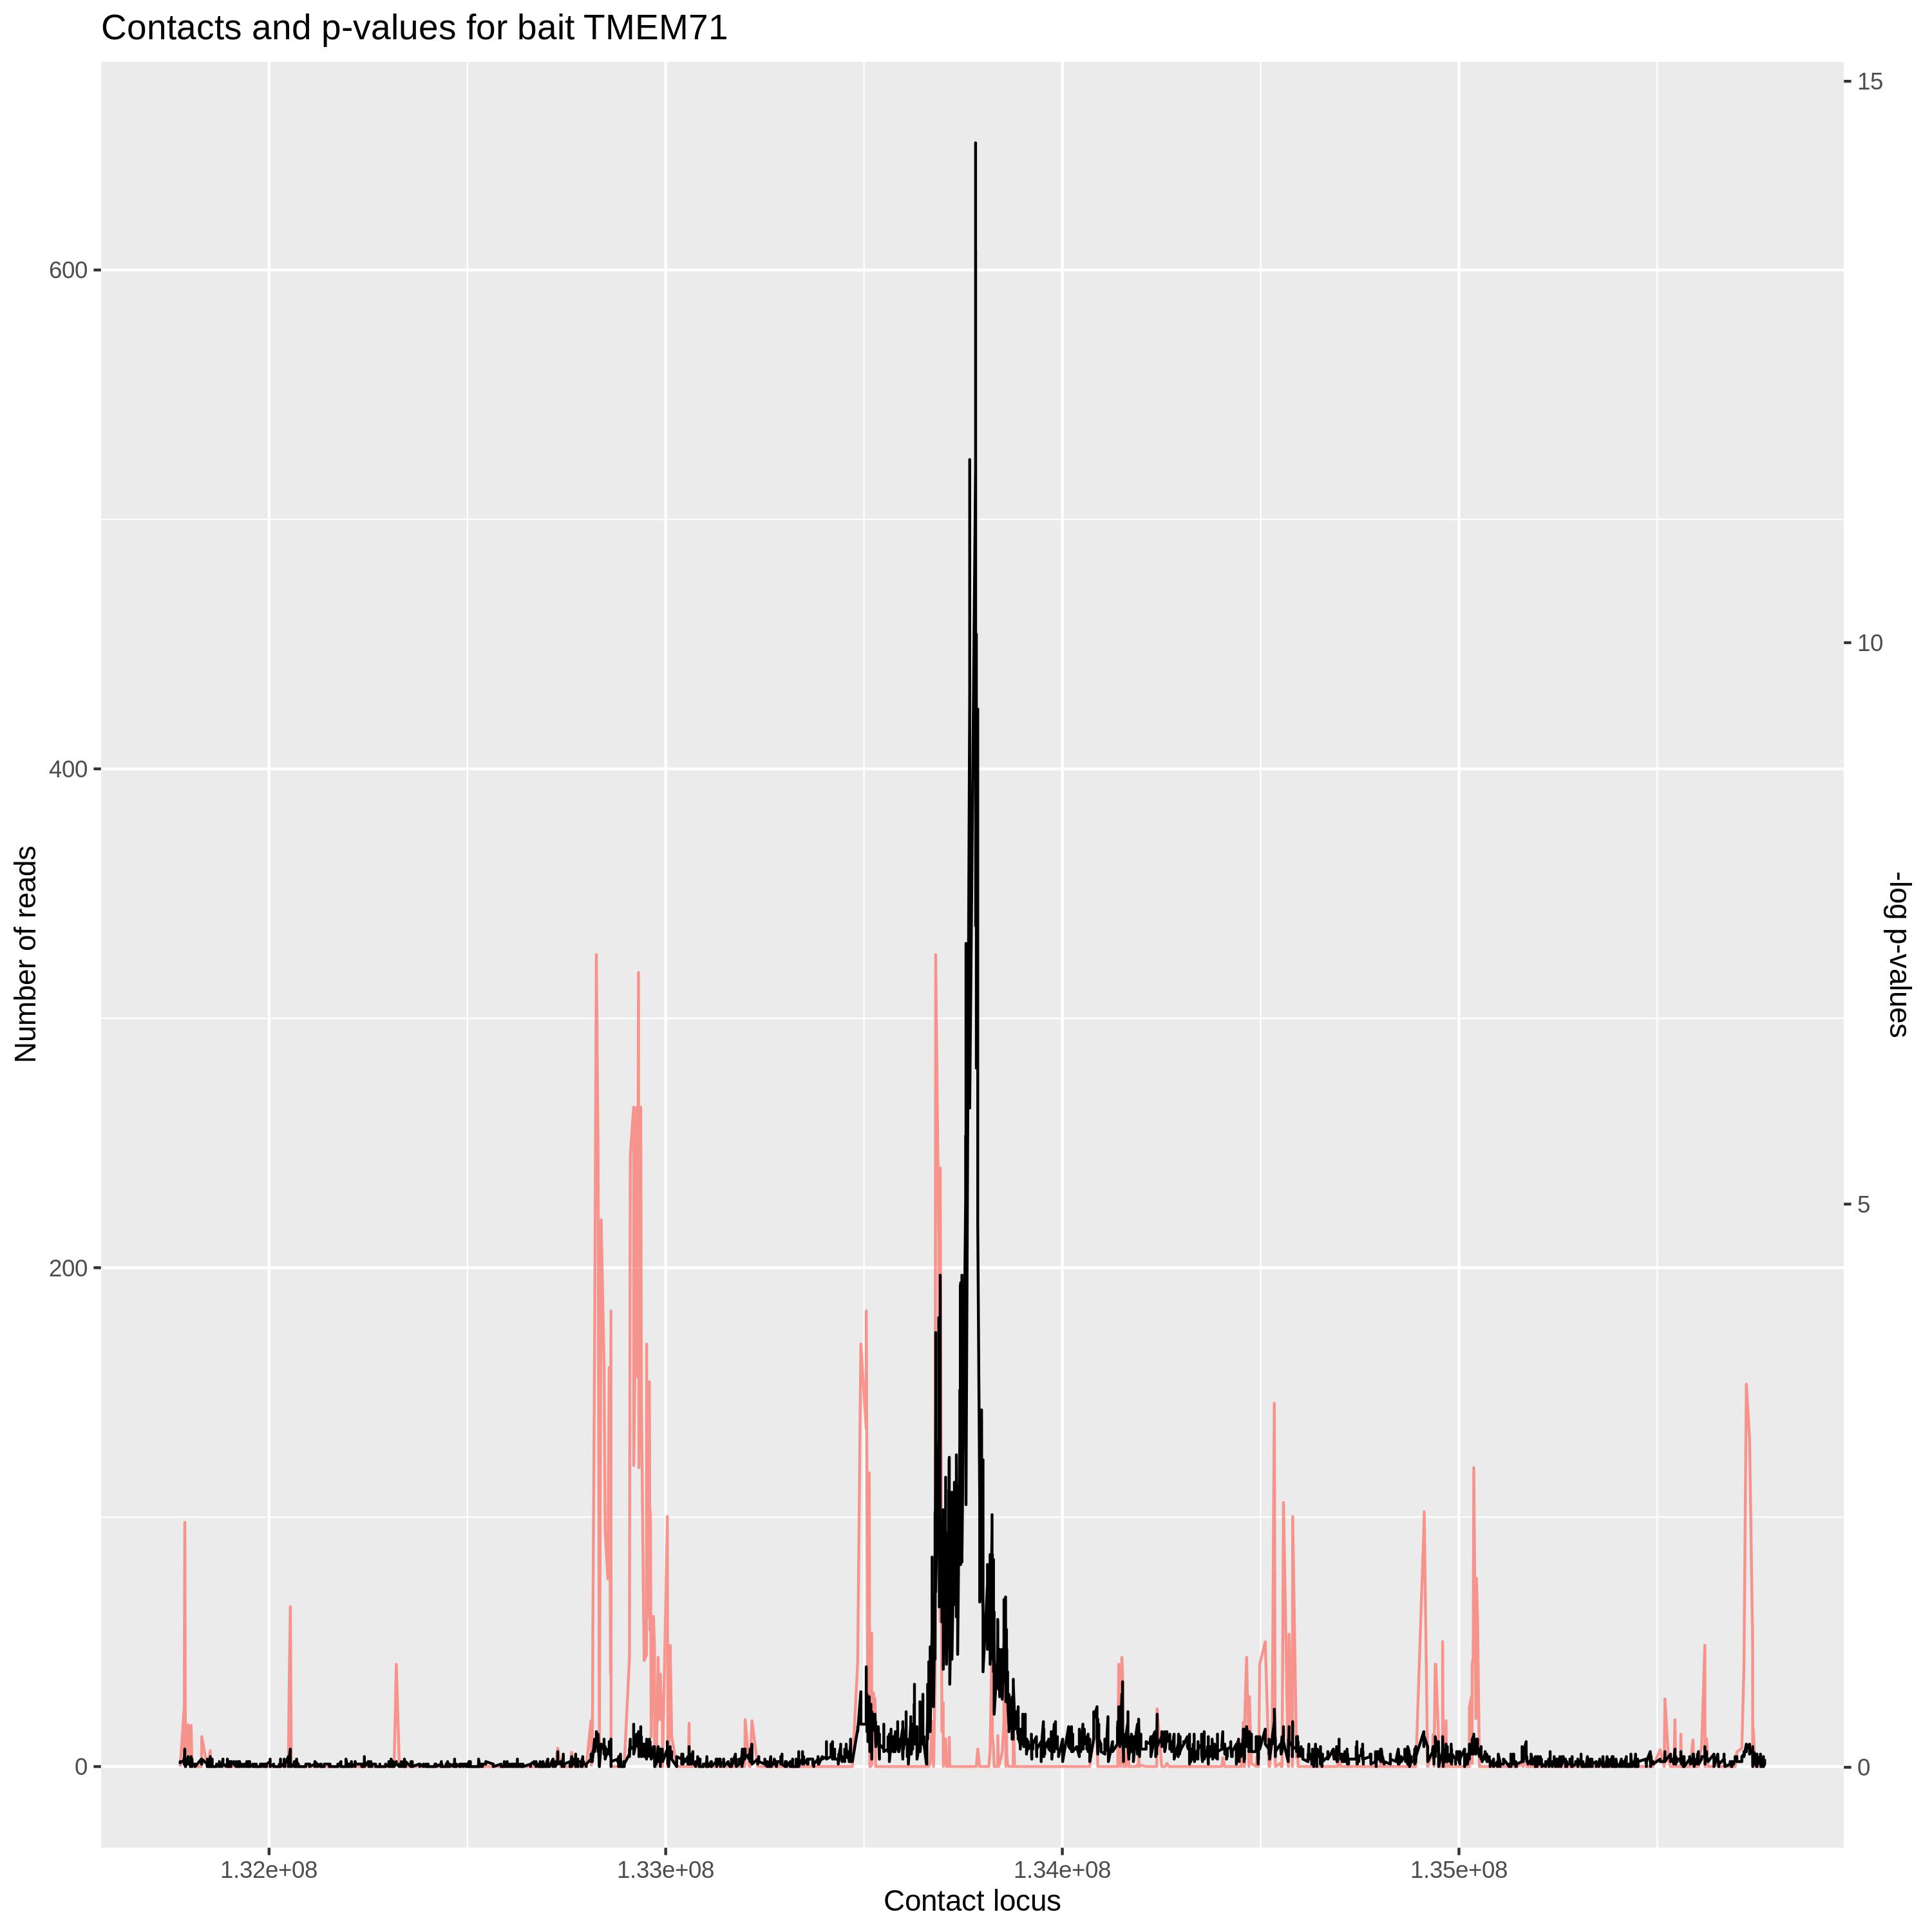 Contacts and p-values for bait TMEM71
15
600
10
400
Number of reads
-log p-values
5
200
0
0
1.32e+08
1.33e+08
1.34e+08
1.35e+08
Contact locus